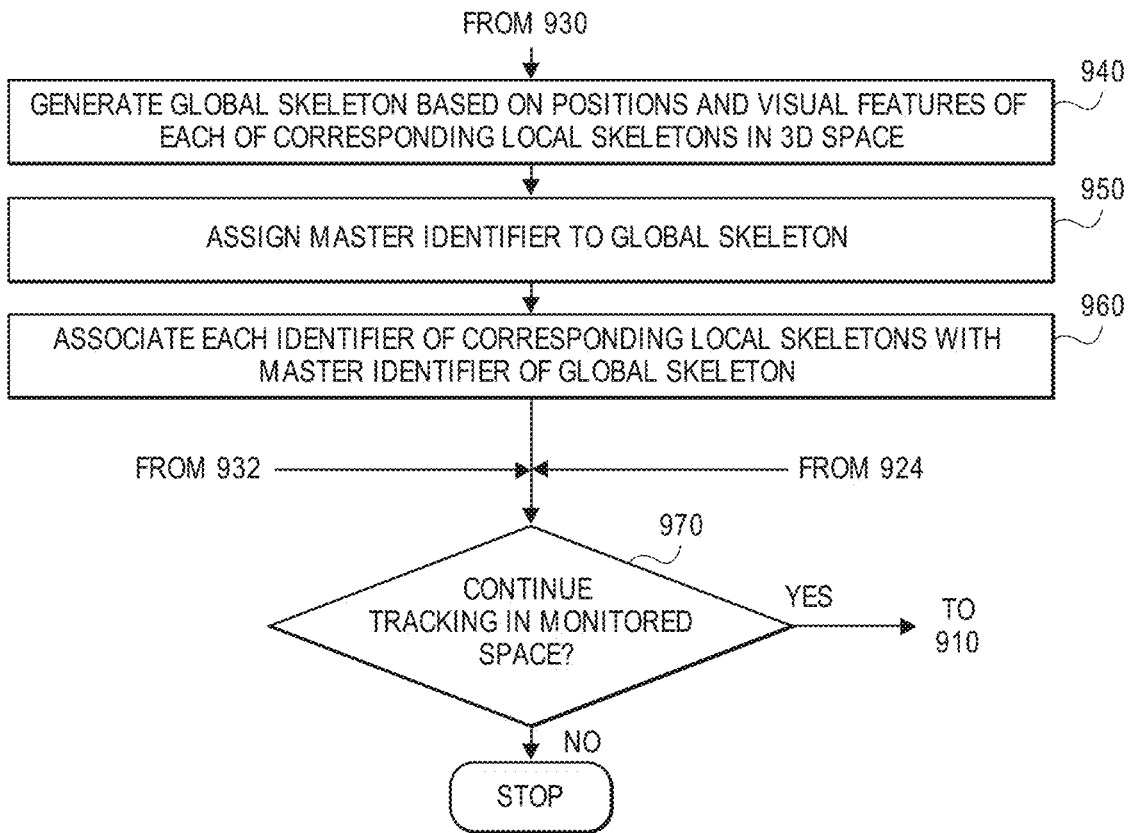 FROM 930
940
GENERATE GLOBAL SKELETON BASED ON POSITIONS AND VISUAL FEATURES OF
EACH OF CORRESPONDING LOCAL SKELETONS IN 3D SPACE
950
ASSIGN MASTER IDENTIFIER TO GLOBAL SKELETON
960
ASSOCIATE EACH IDENTIFIER OF CORRESPONDING LOCAL SKELETONS WITH
MASTER IDENTIFIER OF GLOBAL SKELETON
FROM 932
FROM 924
970
CONTINUE
TRACKING IN MONITORED
SPACE?
YES
TO
910
NO
STOP